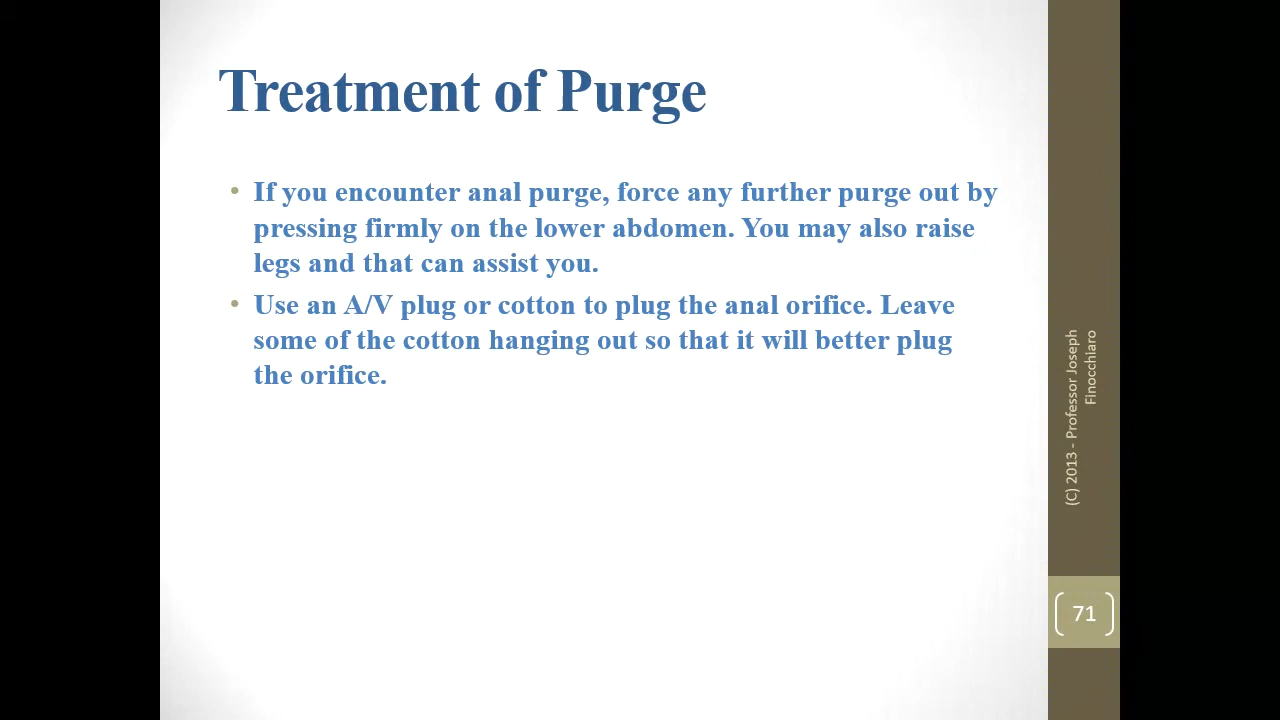 Treatment of Purge
• If you encounter anal purge, force any further purge out by
pressing firmly on the lower abdomen. You may also raise
legs and that can assist you.
• Use an A/V plug or cotton to plug the anal orifice. Leave
some of the cotton hanging out so that it will better plug
the orifice.
(C) 2013 - Professor Joseph
Finocchiaro
71